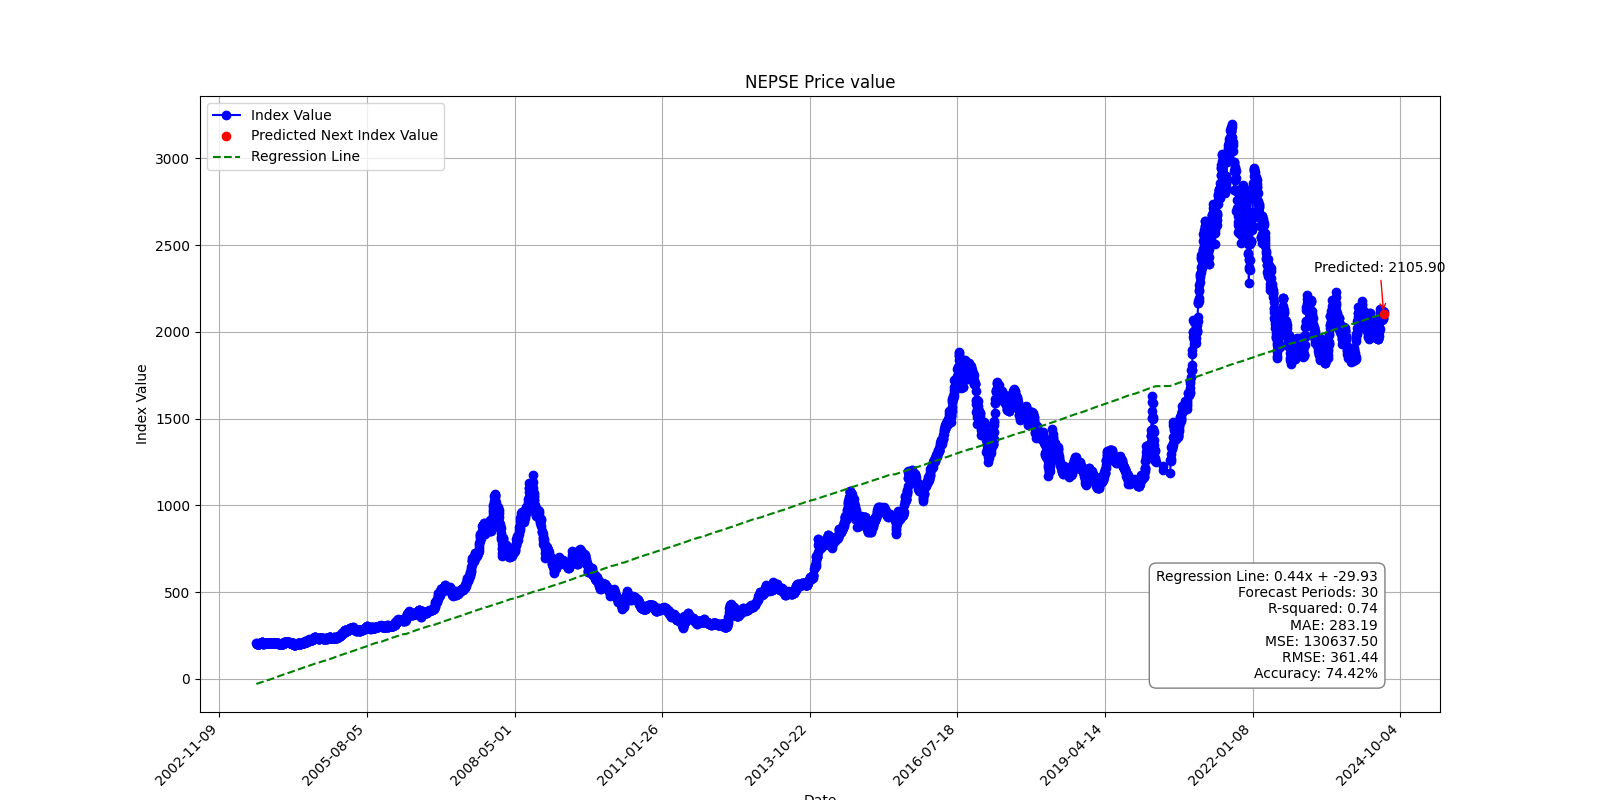 NEPSE Price value
Index Value
Predicted Next Index Value
Regression Line
3000
2500
2000
1500
1000
500
0
Index Value
Predicted: 2105.90
Regression Line: 0.44x + -29.93
Forecast Periods: 30
R-squared: 0.74
MAE: 283.19
MSE: 130637.50
RMSE: 361.44
Accuracy: 74.42%
2002-11-09
2005-08-05
2008-05-01
2011-01-26
2013-10-22
2016-07-18
2019-04-14
2022-01-08
2024-10-04
Date